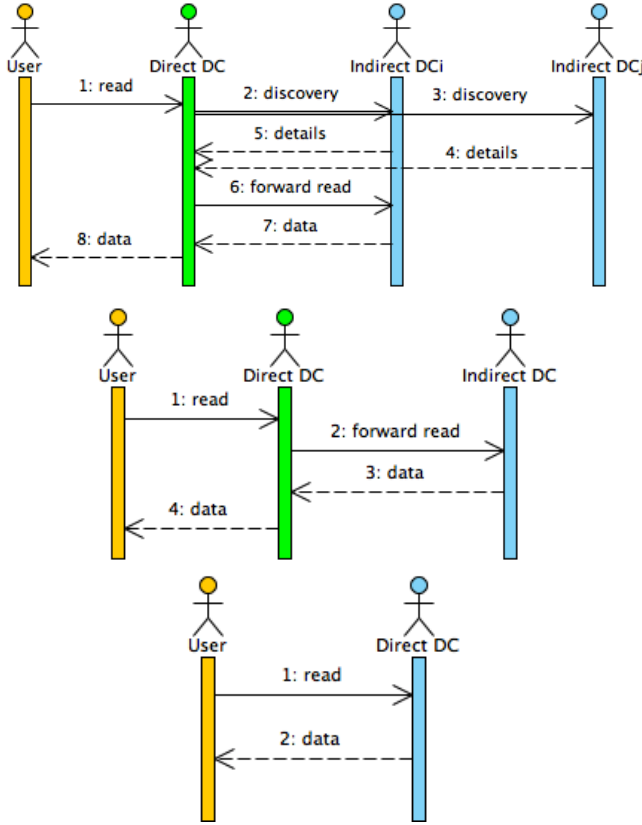 User
Direct DC
Indirect DCi
Indirect DCj
1: read
2: discovery
3: discovery
5: details
4: details
6: forward read
7: data
8: data
User
Direct DC
Indirect DC
1: read
2: forward read
3: data
4: data
User
Direct DC
1: read
2: data